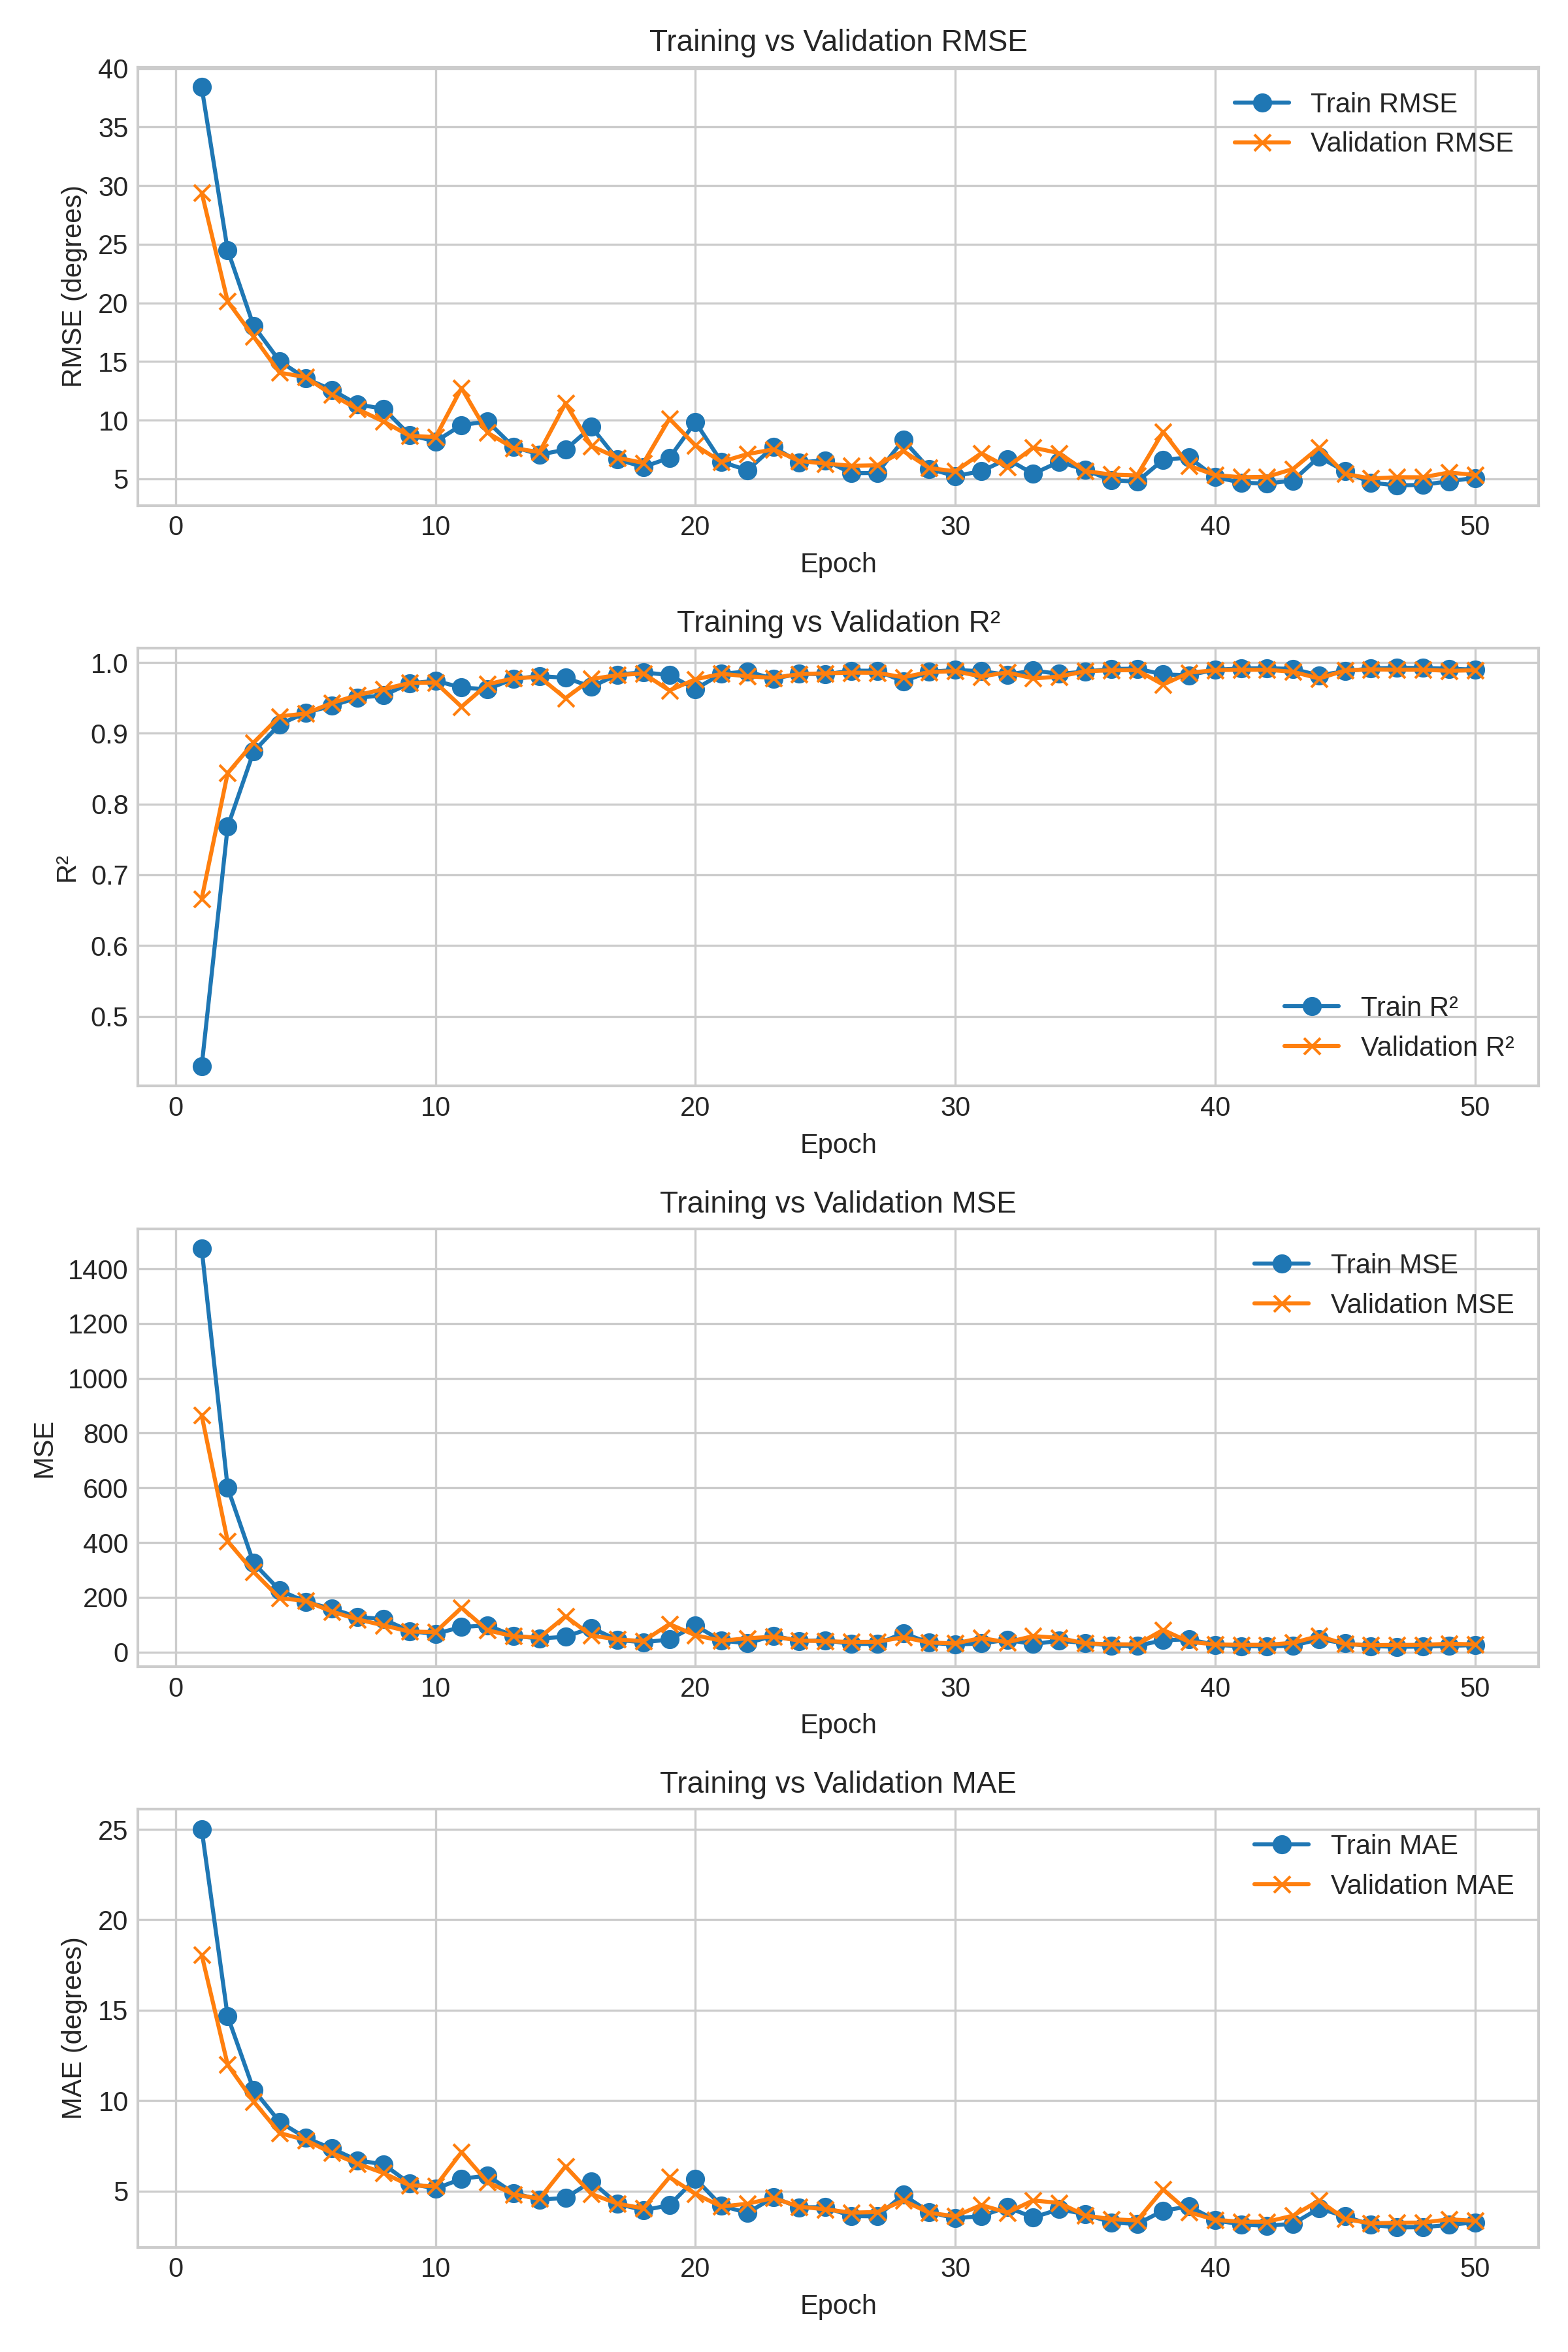 Training vs Validation RMSE
40
35
30
25
20
15
10
5
RMSE (degrees)
Train RMSE
Validation RMSE
0 10 20 30 40 50
Epoch
Training vs Validation R²
1.0
0.9
0.8
0.7
0.6
0.5
R²
Train R²
Validation R²
0 10 20 30 40 50
Epoch
Training vs Validation MSE
1400
1200
1000
800
600
400
200
0
MSE
Train MSE
Validation MSE
0 10 20 30 40 50
Epoch
Training vs Validation MAE
25
20
15
10
5
MAE (degrees)
Train MAE
Validation MAE
0 10 20 30 40 50
Epoch